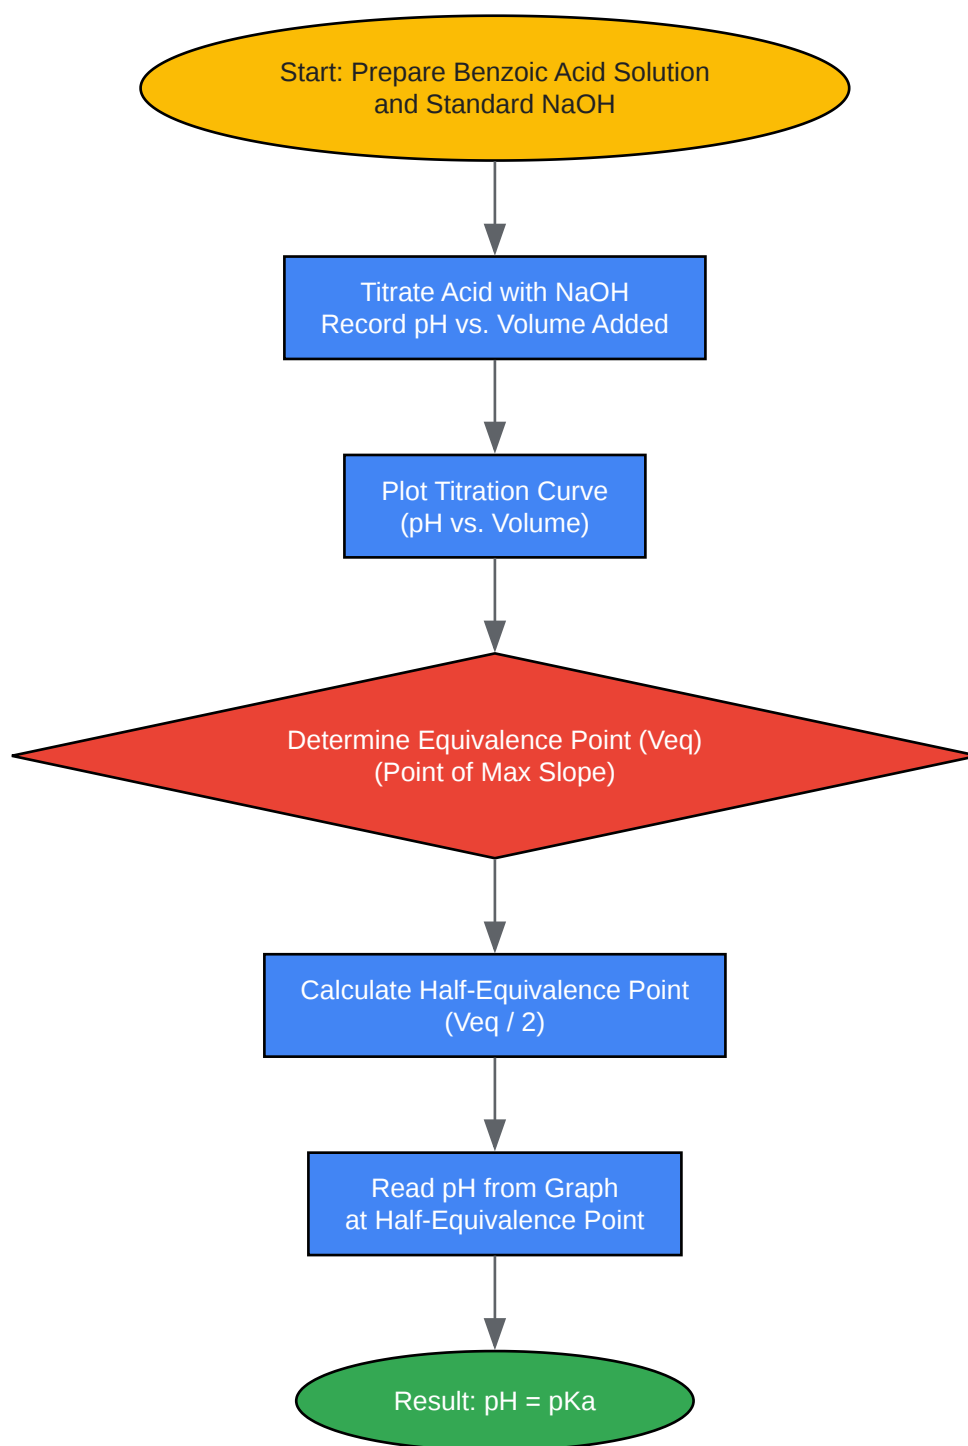 Start: Prepare Benzoic Acid Solution
and Standard NaOH
Titrate Acid with NaOH
Record pH vs. Volume Added
Plot Titration Curve
(pH vs. Volume)
Determine Equivalence Point (Veq)
(Point of Max Slope)
Calculate Half-Equivalence Point
(Veq / 2)
Read pH from Graph
at Half-Equivalence Point
Result: pH = pKa